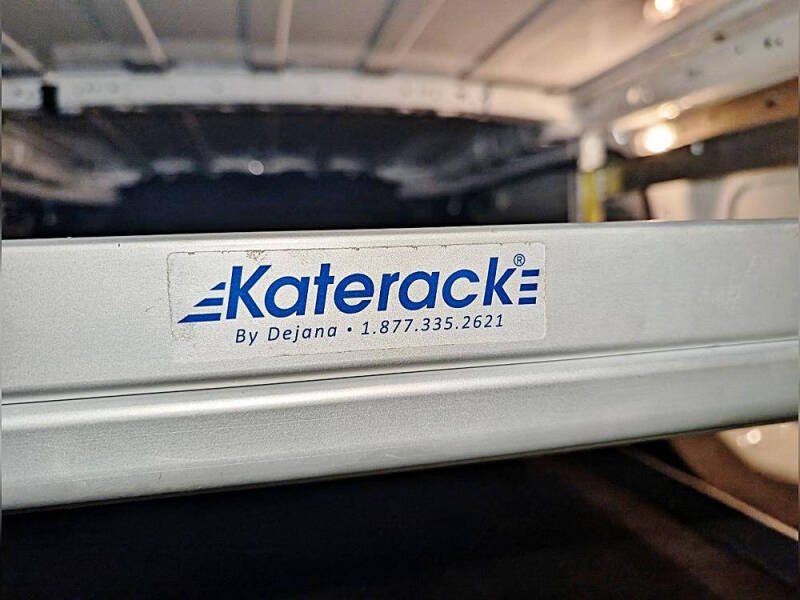 Katerack®
By Dejana • 1.877.335.2621